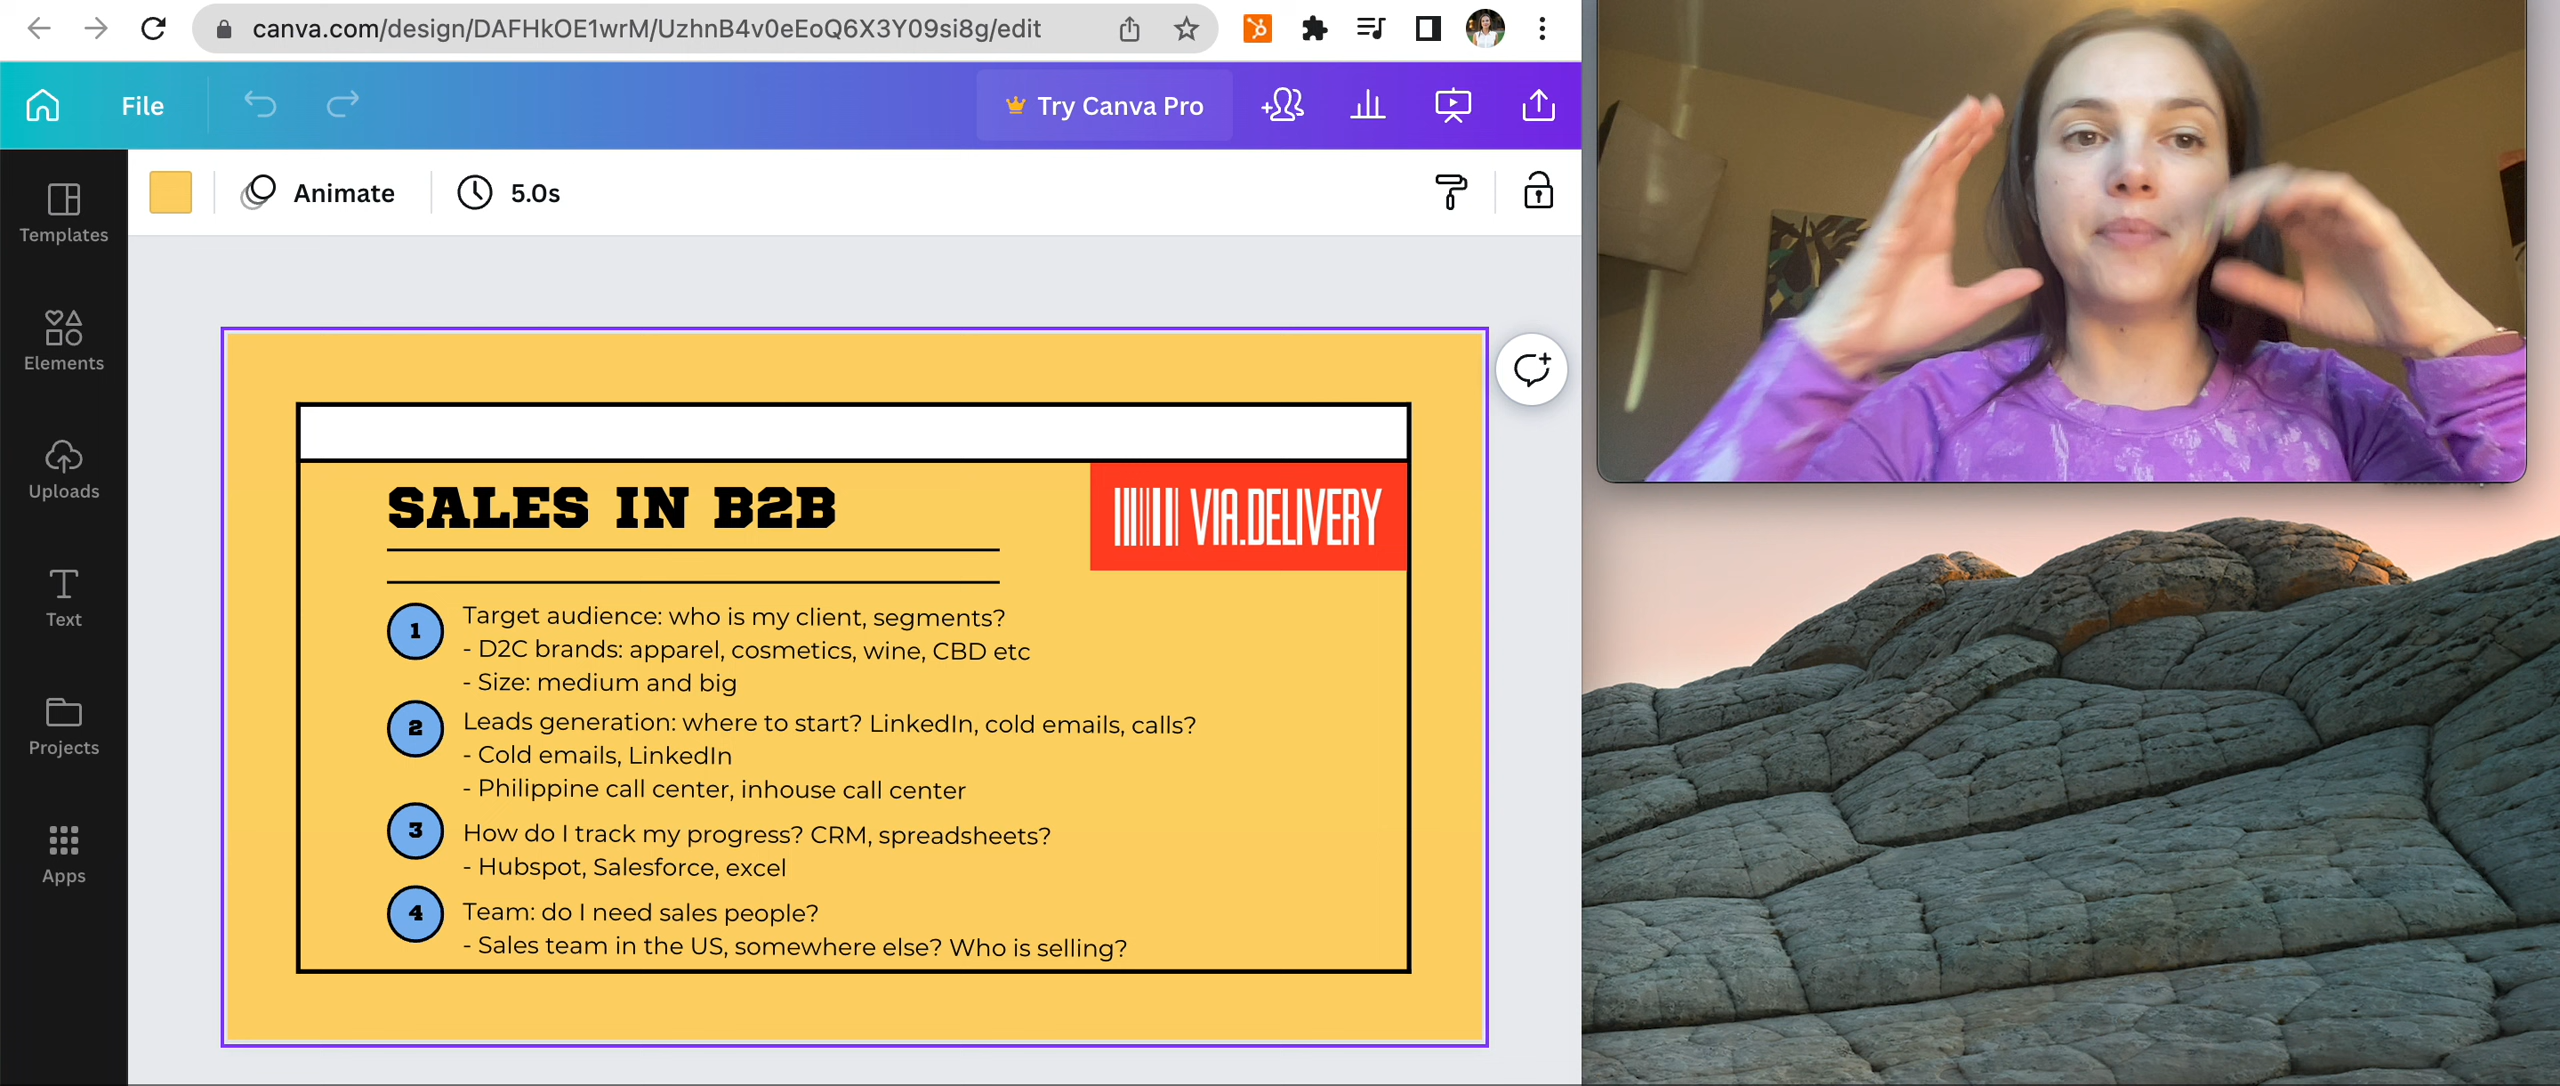 canva.com/design/DAFHkOE1wrM/UzhnB4v0eEoQ6X3Y09si8g/edit
File
Try Canva Pro
Animate
5.0s
Templates
Elements
Uploads
Text
Projects
Apps
SALES IN B2B
VIA.DELIVERY
1
Target audience: who is my client, segments?
- D2C brands: apparel, cosmetics, wine, CBD etc
- Size: medium and big
2
Leads generation: where to start? LinkedIn, cold emails, calls?
- Cold emails, LinkedIn
- Philippine call center, inhouse call center
3
How do I track my progress? CRM, spreadsheets?
- Hubspot, Salesforce, excel
4
Team: do I need sales people?
- Sales team in the US, somewhere else? Who is selling?